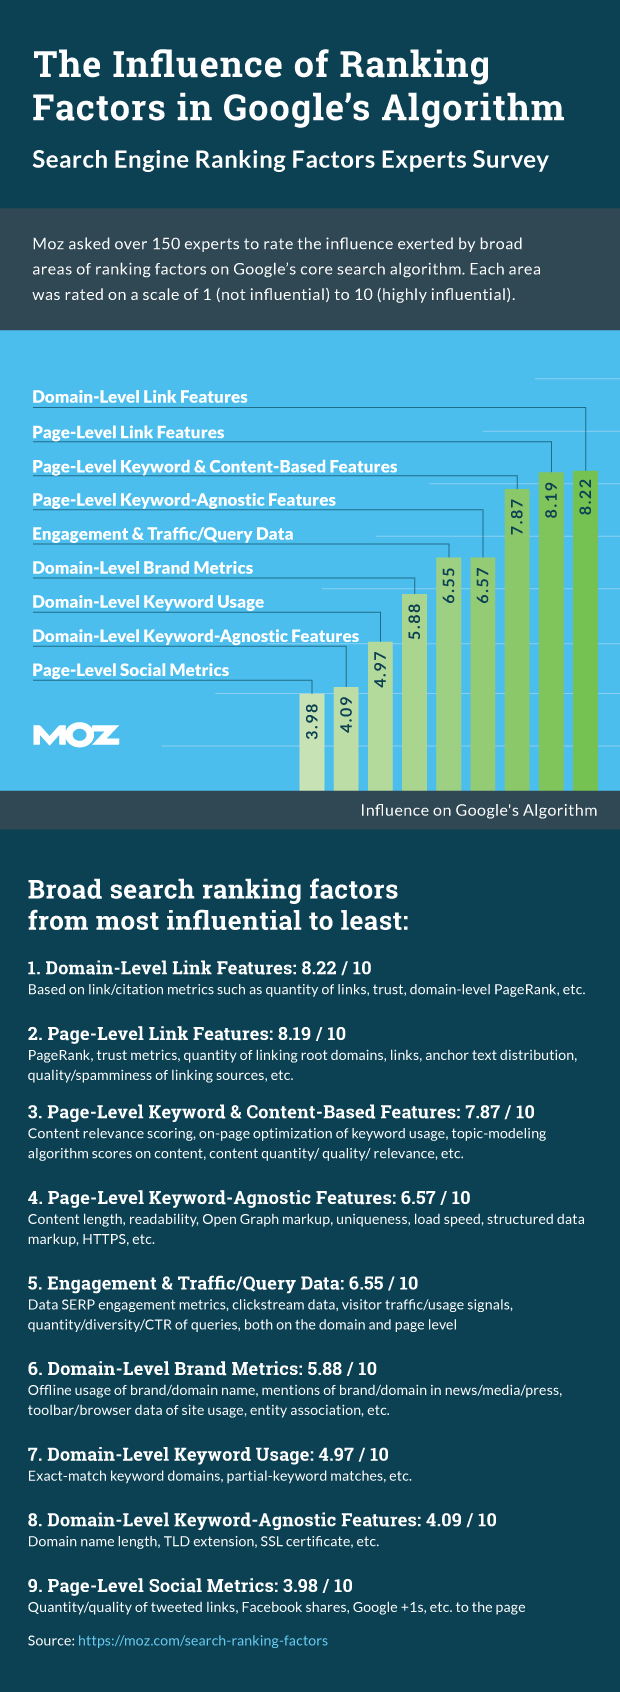 The Influence of Ranking
Factors in Google's Algorithm
Search Engine Ranking Factors Experts Survey
Moz asked over 150 experts to rate the influence exerted by broad
areas of ranking factors on Google's core search algorithm. Each area
was rated on a scale of 1 (not influential) to 10 (highly influential).
Domain-Level Link Features
Page-Level Link Features
Page-Level Keyword & Content-Based Features
Page-Level Keyword-Agnostic Features
Engagement & Traffic/Query Data
Domain-Level Brand Metrics
Domain-Level Keyword Usage
Domain-Level Keyword-Agnostic Features
Page-Level Social Metrics
3.98
4.09
4.97
5.88
6.55
6.57
7.87
8.19
8.22
MOZ
Influence on Google's Algorithm
Broad search ranking factors
from most influential to least:
1. Domain-Level Link Features: 8.22 / 10
Based on link/citation metrics such as quantity of links, trust, domain-level PageRank, etc.
2. Page-Level Link Features: 8.19 / 10
PageRank, trust metrics, quantity of linking root domains, links, anchor text distribution,
quality/spamminess of linking sources, etc.
3. Page-Level Keyword & Content-Based Features: 7.87 / 10
Content relevance scoring, on-page optimization of keyword usage, topic-modeling
algorithm scores on content, content quantity/ quality/ relevance, etc.
4. Page-Level Keyword-Agnostic Features: 6.57 / 10
Content length, readability, Open Graph markup, uniqueness, load speed, structured data
markup, HTTPS, etc.
5. Engagement & Traffic/Query Data: 6.55 / 10
Data SERP engagement metrics, clickstream data, visitor traffic/usage signals,
quantity/diversity/CTR of queries, both on the domain and page level
6. Domain-Level Brand Metrics: 5.88 / 10
Offline usage of brand/domain name, mentions of brand/domain in news/media/press,
toolbar/browser data of site usage, entity association, etc.
7. Domain-Level Keyword Usage: 4.97 / 10
Exact-match keyword domains, partial-keyword matches, etc.
8. Domain-Level Keyword-Agnostic Features: 4.09 / 10
Domain name length, TLD extension, SSL certificate, etc.
9. Page-Level Social Metrics: 3.98 / 10
Quantity/quality of tweeted links, Facebook shares, Google +1s, etc. to the page
Source: https://moz.com/search-ranking-factors